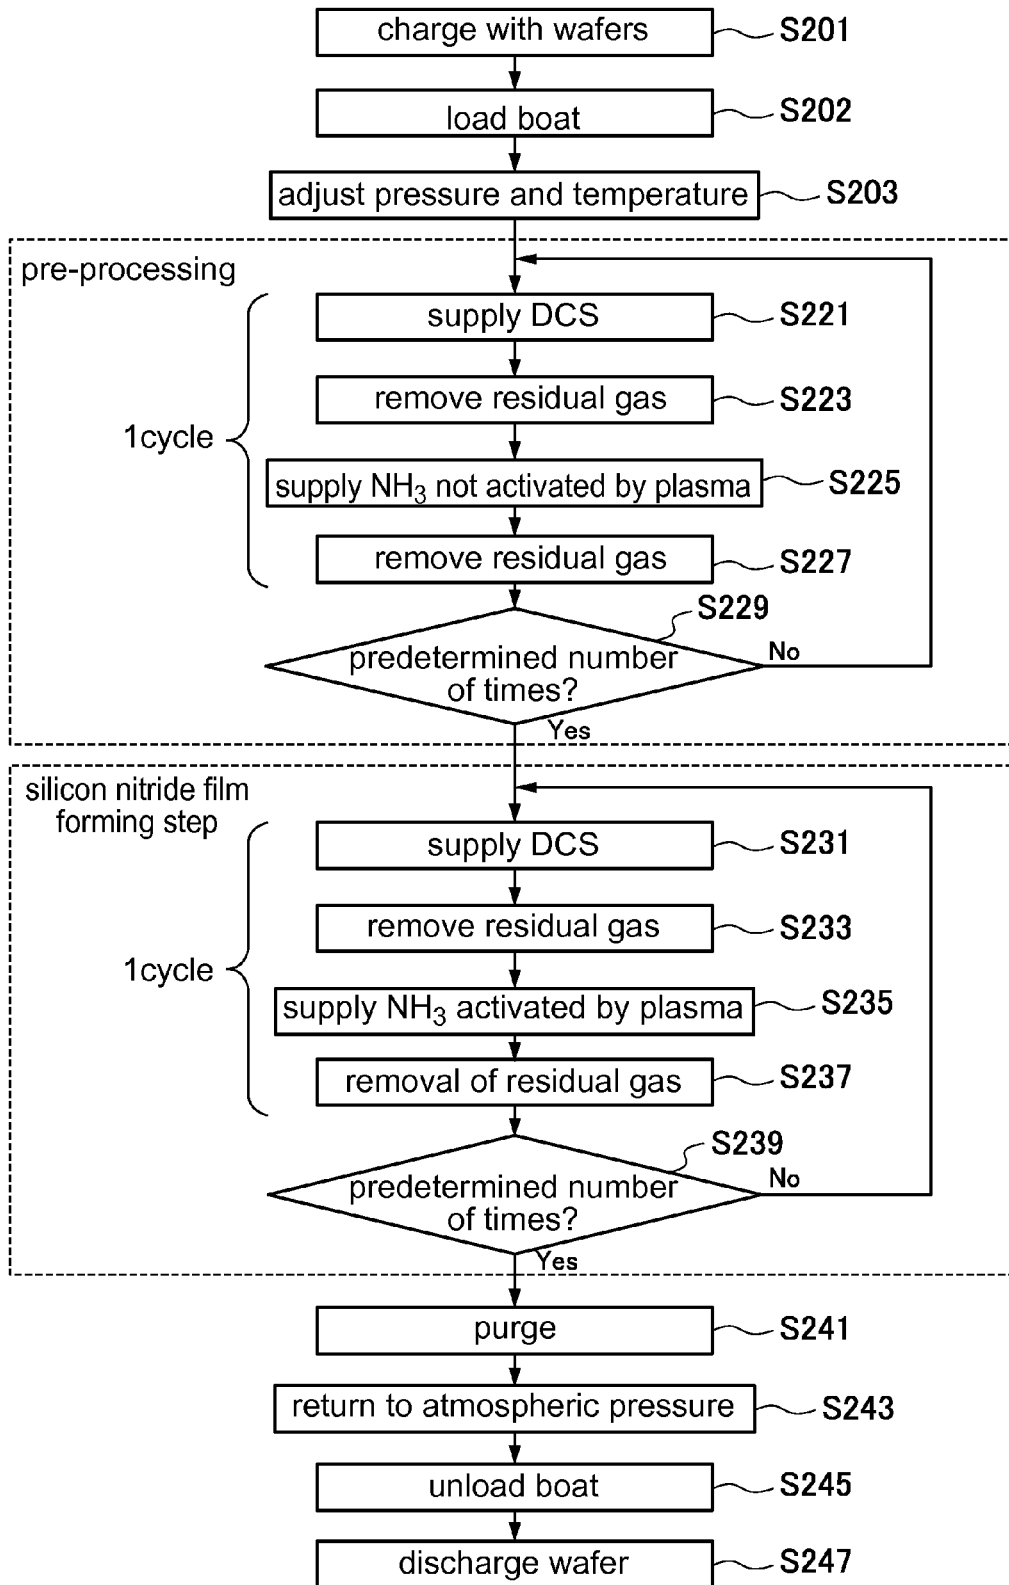 charge with wafers S201
load boat S202
adjust pressure and temperature S203
pre-processing
supply DCS S221
remove residual gas S223
1cycle
supply NH3 not activated by plasma S225
remove residual gas S227
S229
predetermined number
of times?
No
Yes
silicon nitride film
forming step
supply DCS S231
remove residual gas S233
1cycle
supply NH3 activated by plasma S235
removal of residual gas S237
S239
predetermined number
of times?
No
Yes
purge S241
return to atmospheric pressure S243
unload boat S245
discharge wafer S247